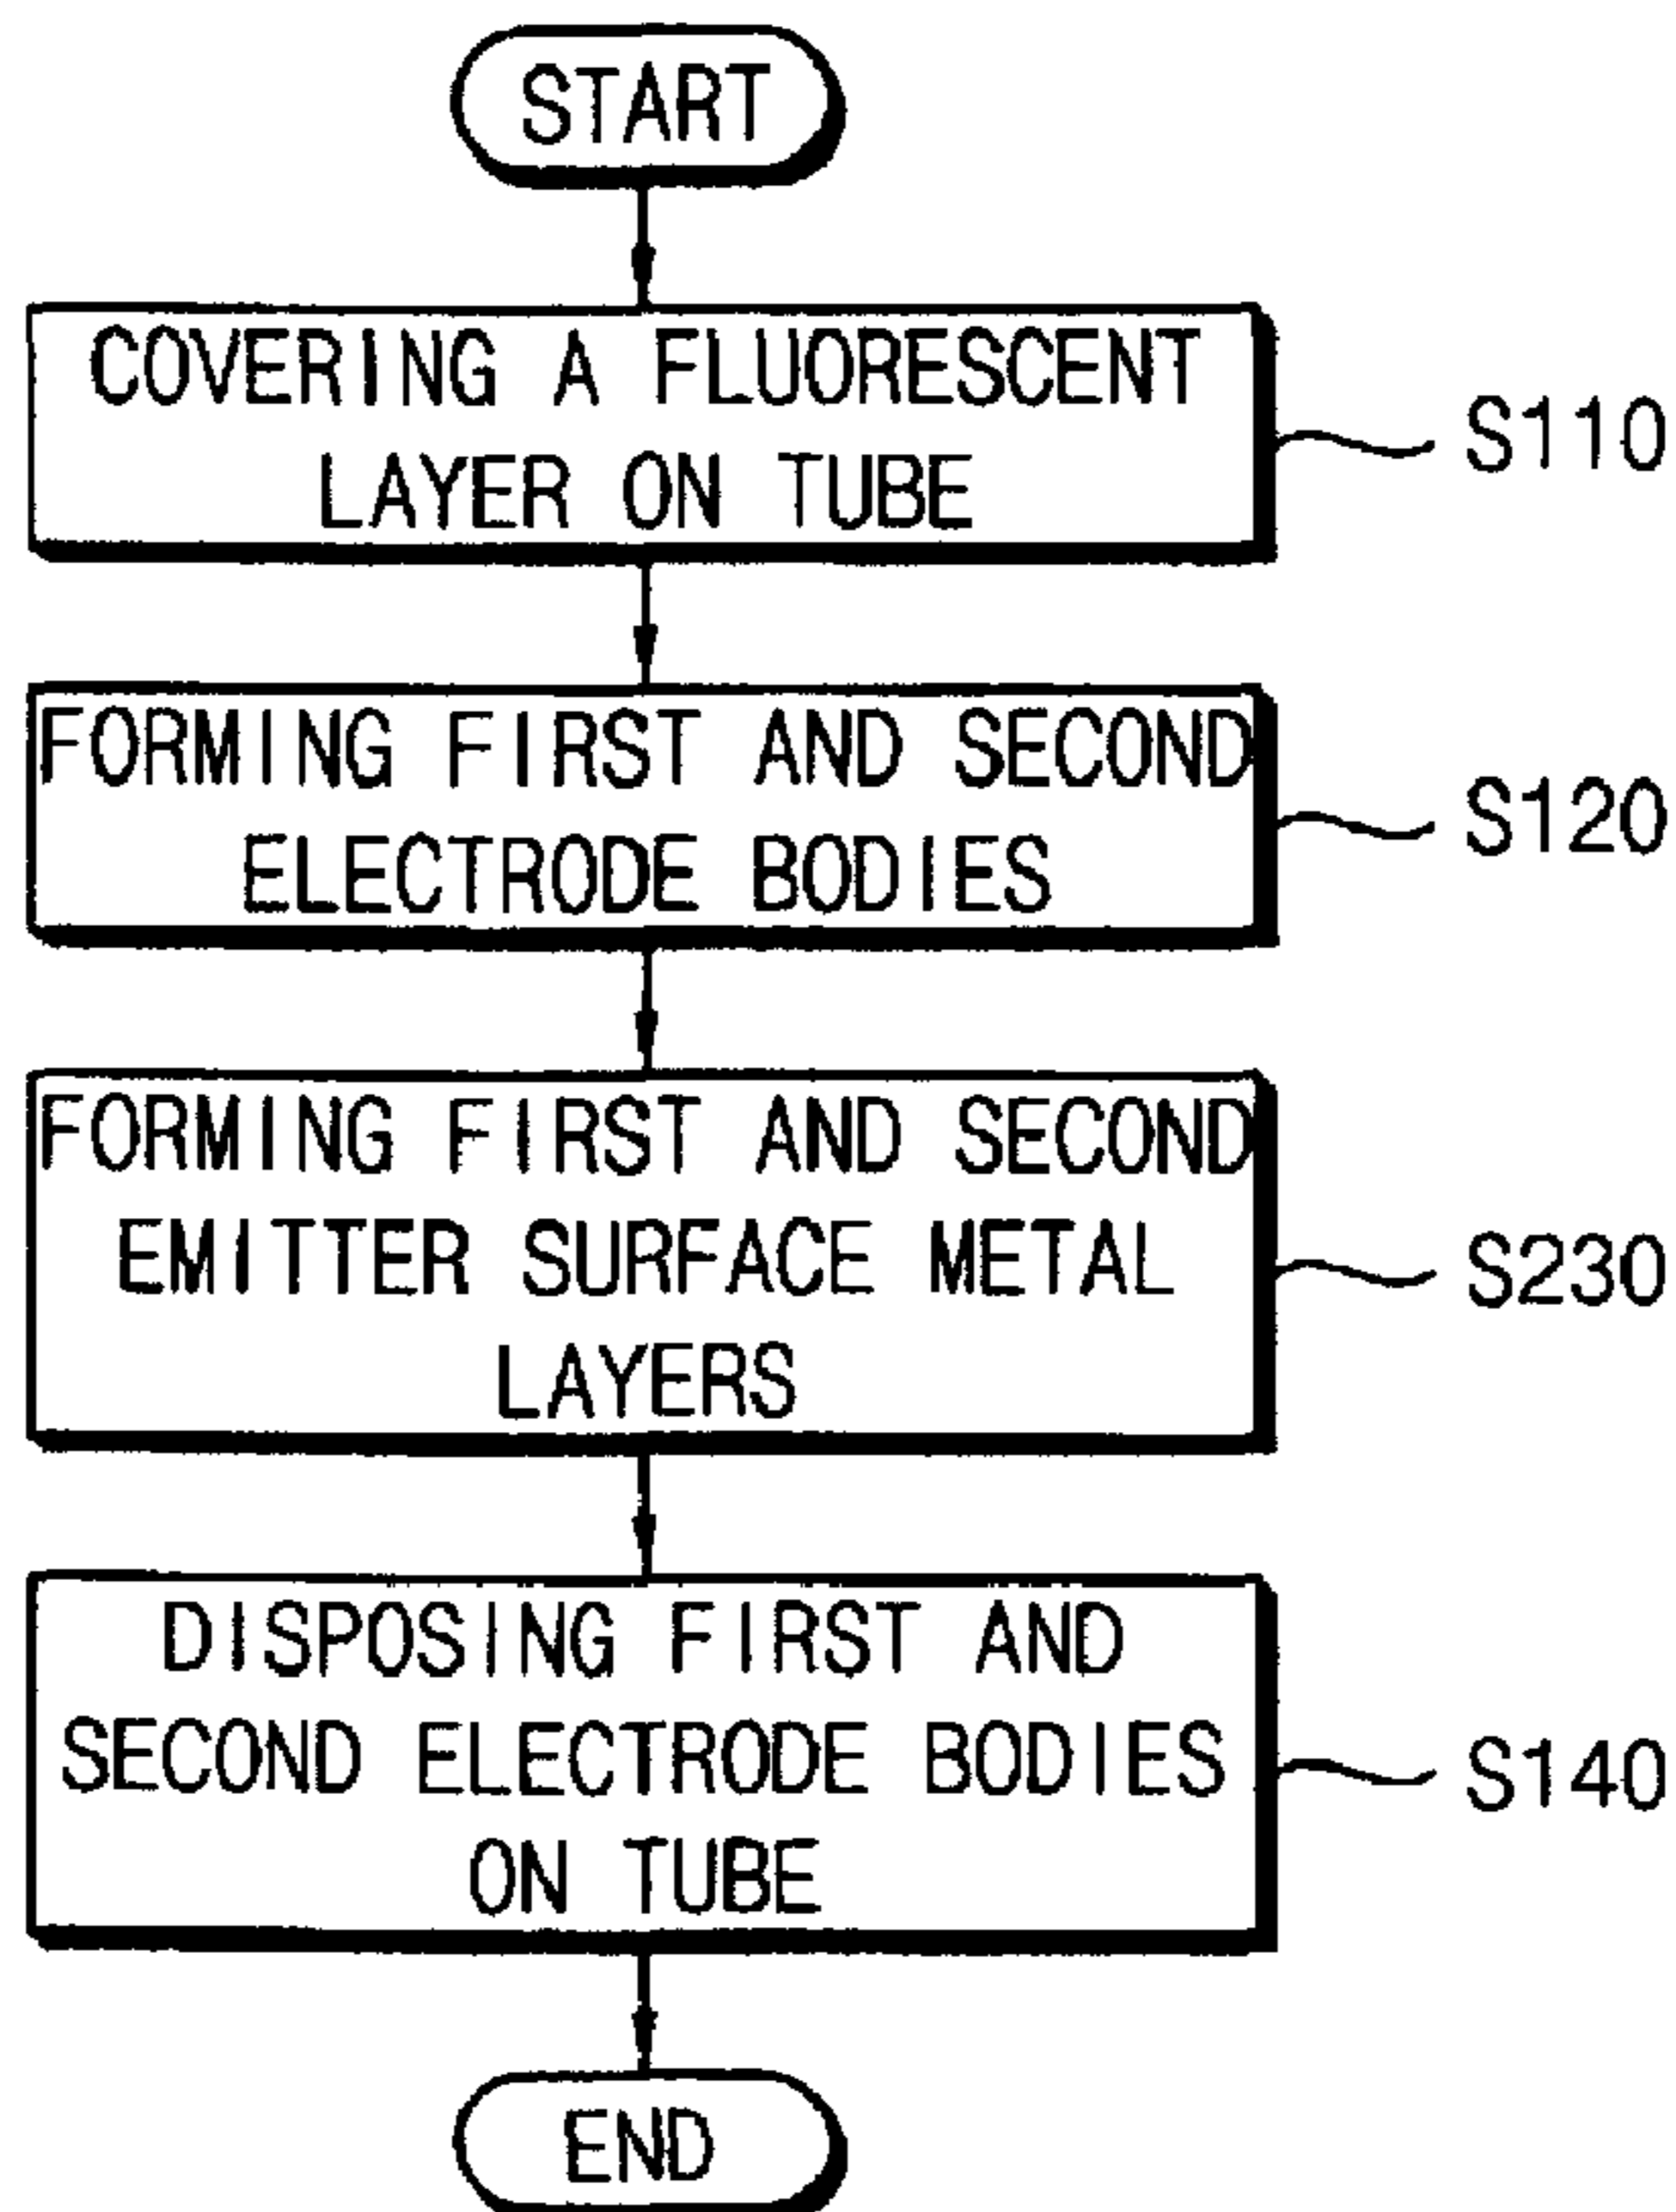 START
COVERING A FLUORESCENT
LAYER ON TUBE
S110
FORMING FIRST AND SECOND
ELECTRODE BODIES
S120
FORMING FIRST AND SECOND
EMITTER SURFACE METAL
LAYERS
S230
DISPOSING FIRST AND
SECOND ELECTRODE BODIES
ON TUBE
S140
END